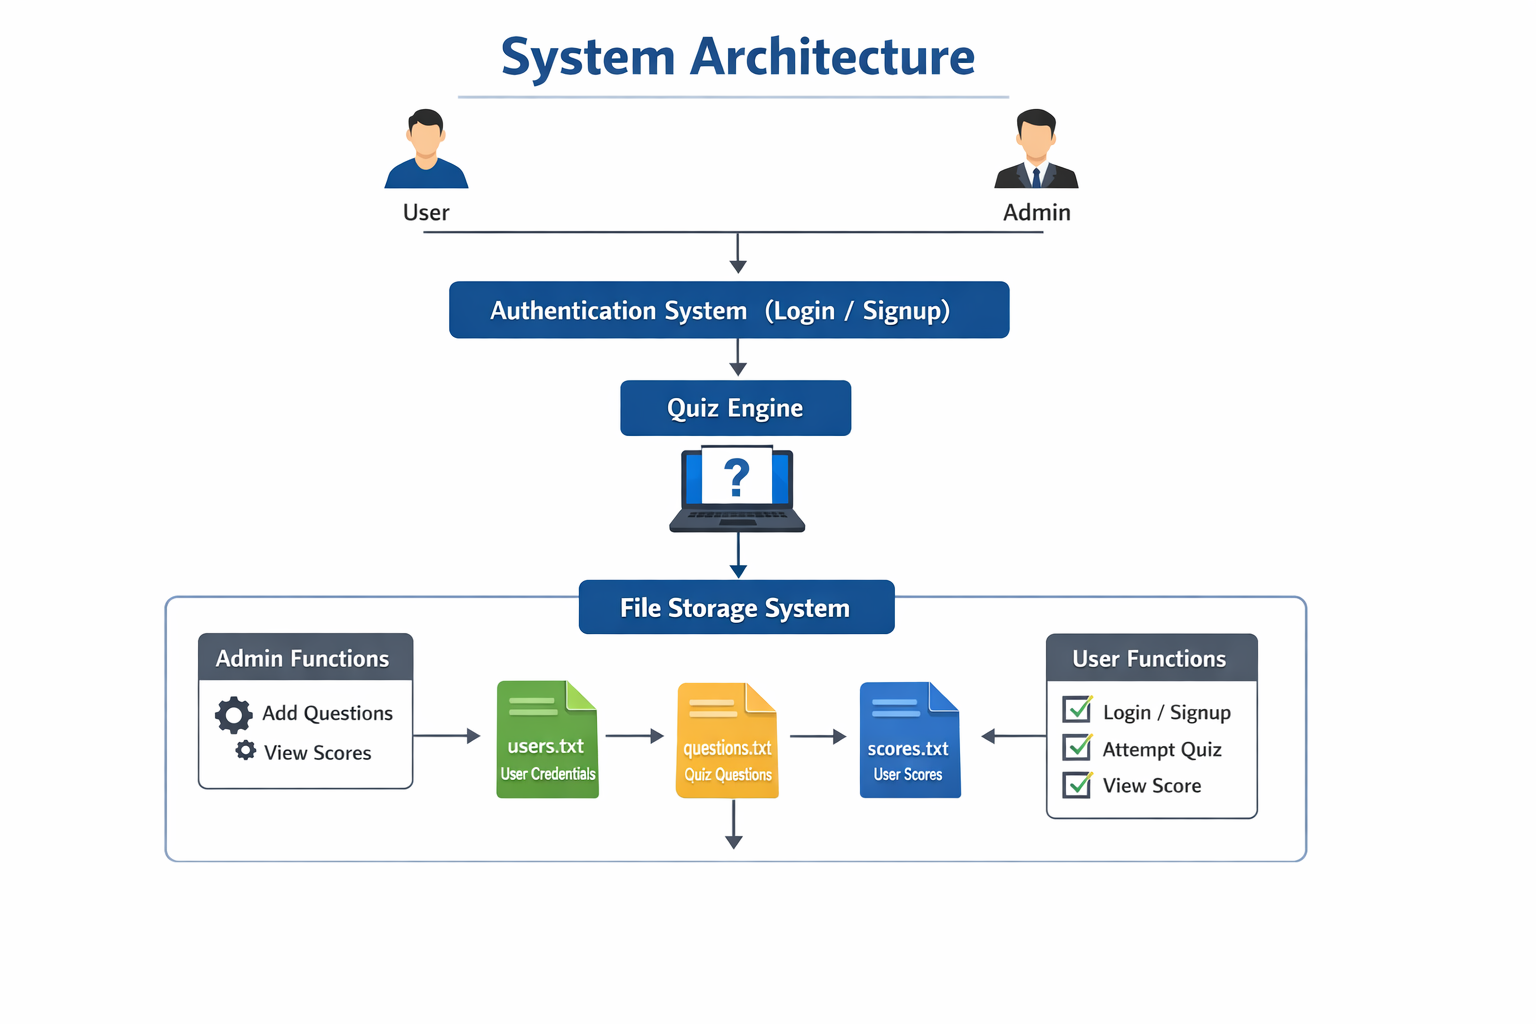 System Architecture
User
Admin
Authentication System (Login / Signup)
Quiz Engine
?
File Storage System
Admin Functions
Add Questions
View Scores
users.txt
User Credentials
questions.txt
Quiz Questions
scores.txt
User Scores
User Functions
Login / Signup
Attempt Quiz
View Score